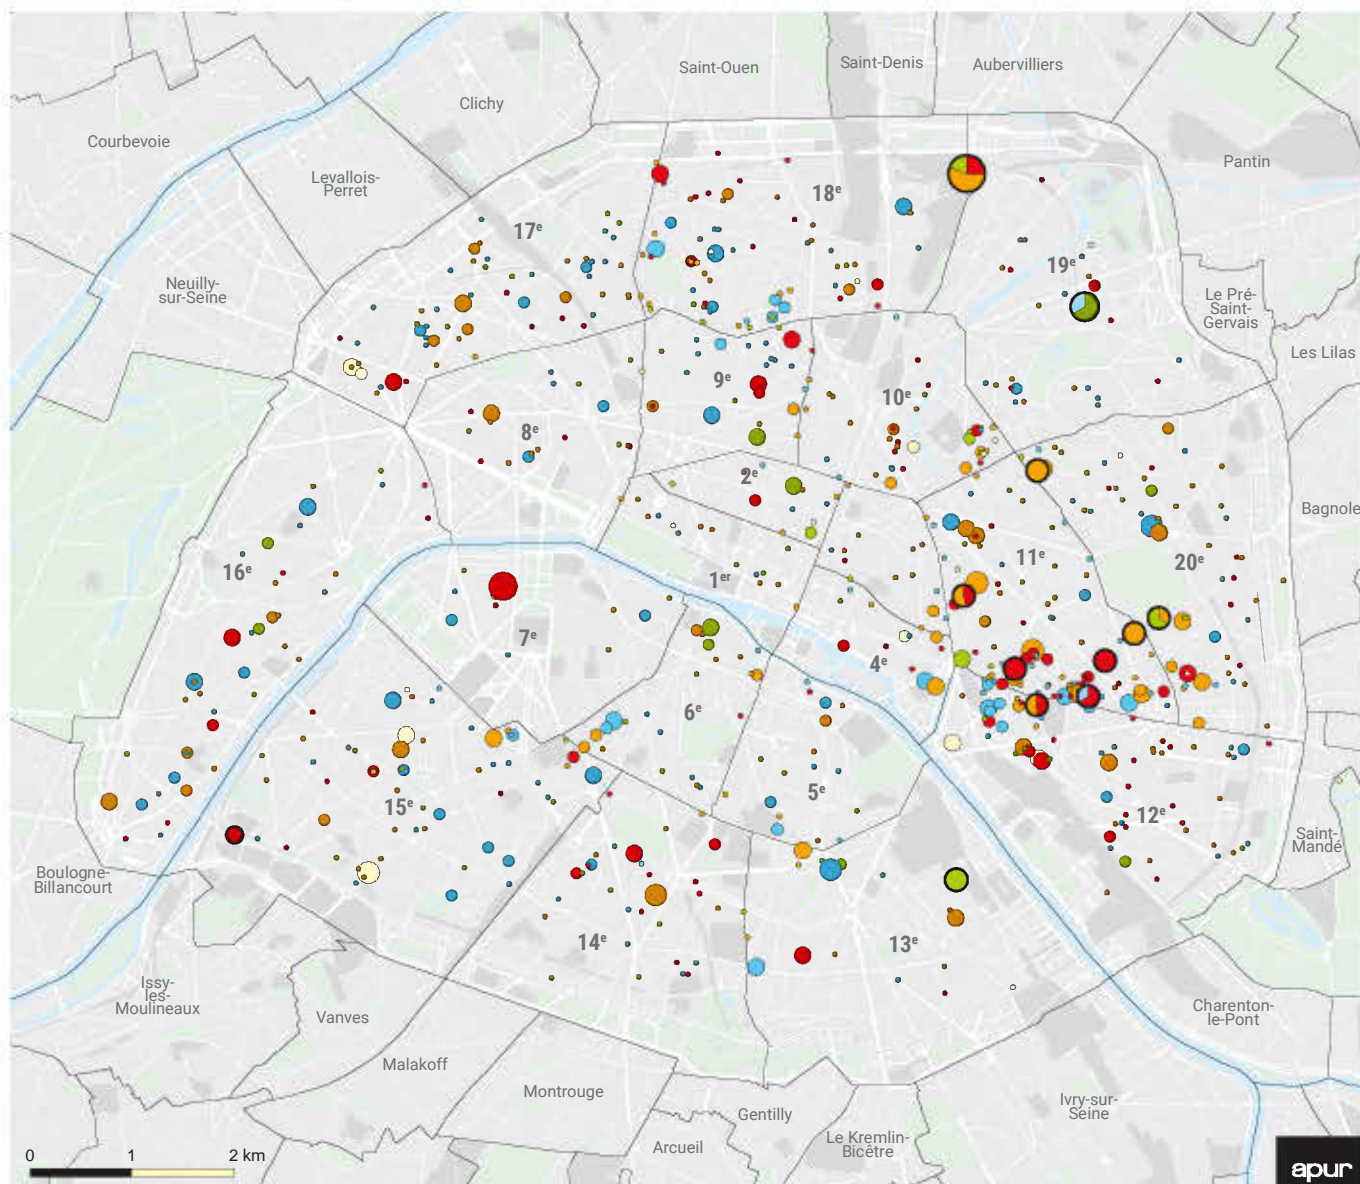 Saint-Ouen
Saint-Denis
Aubervilliers
Clichy
Courbevoie
Pantin
Levallois-
Perret
18e
17e
19e
Neuilly-
sur-Seine
Le Pré-
Saint-
Gervais
Les Lilas
9e
10e
8e
2e
Bagnole
11e
20e
16e
1er
7e
4e
6e
5e
15e
12e
Saint-
Mandé
Boulogne-
Billancourt
14e
13e
Issy-
les-
Moulineaux
Vanves
Charenton-
le-Pont
Malakoff
Montrouge
Ivry-sur-
Seine
Gentilly
Arcueil
Le Kremlin-
Bicêtre
0 1 2 km
apur